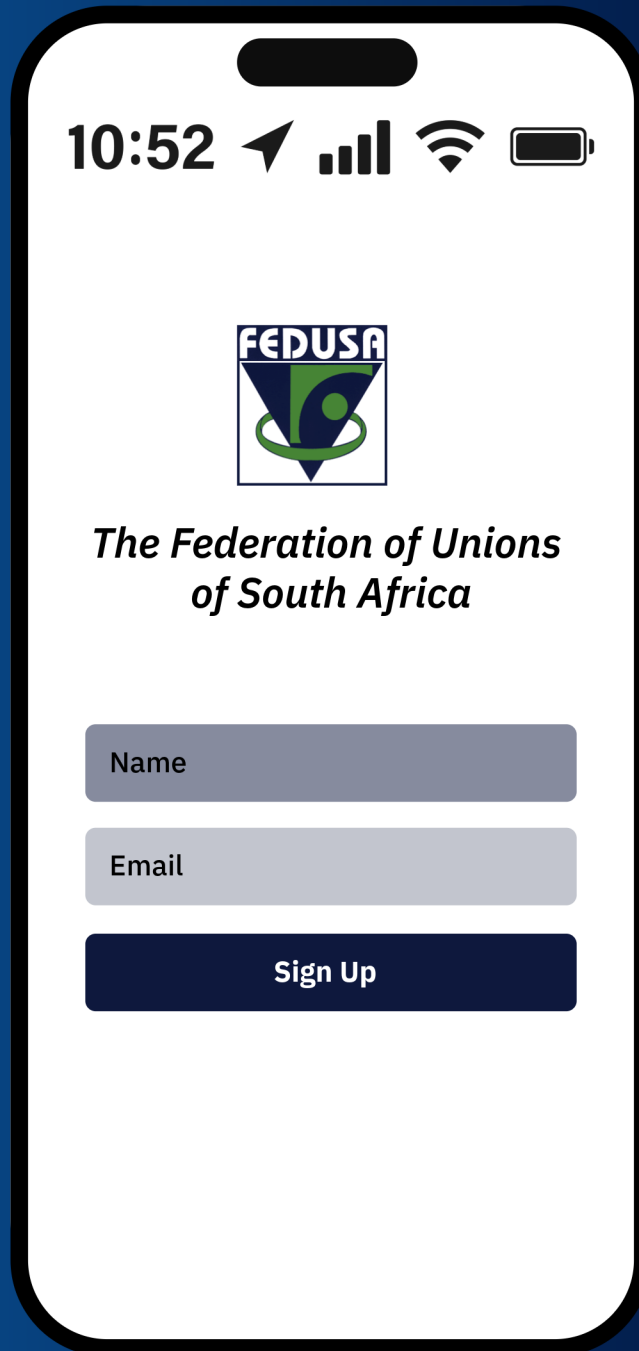 10:52
FEDUSA
The Federation of Unions
of South Africa
Name
Email
Sign Up